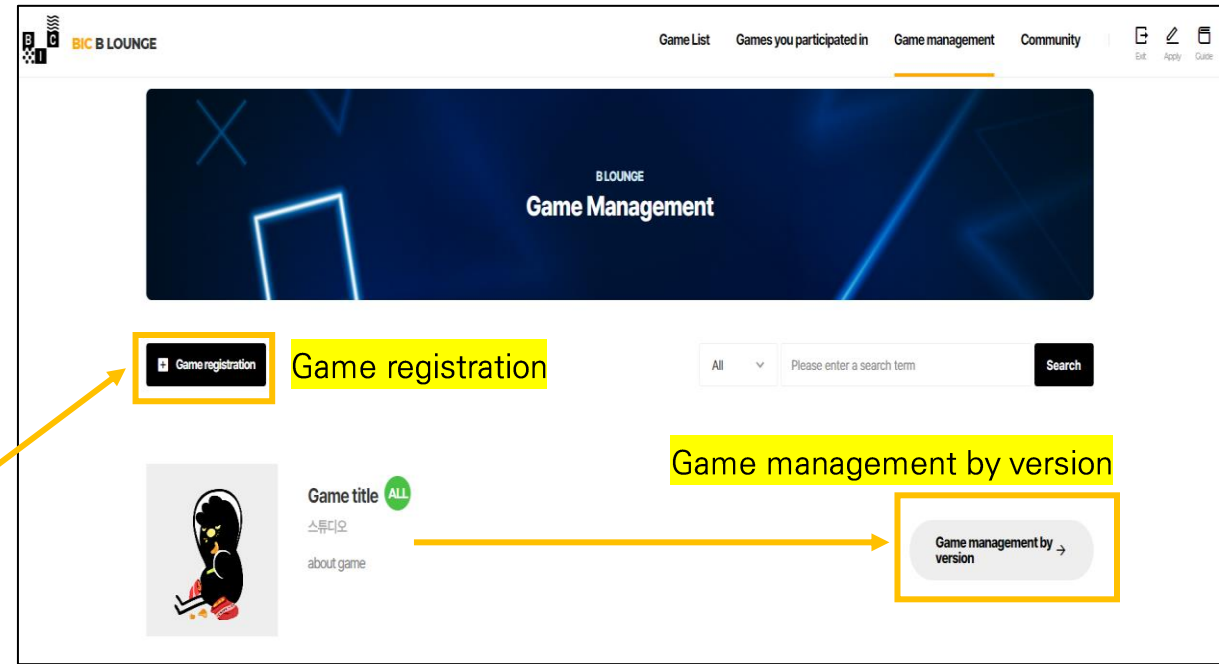 B C I
BIC B LOUNGE
Game List Games you participated in Game management Community
Exit Apply Guide
B LOUNGE
Game Management
Game registration
Game registration
All Please enter a search term Search
Game management by version
Game title ALL
스튜디오
about game
Game management by
version